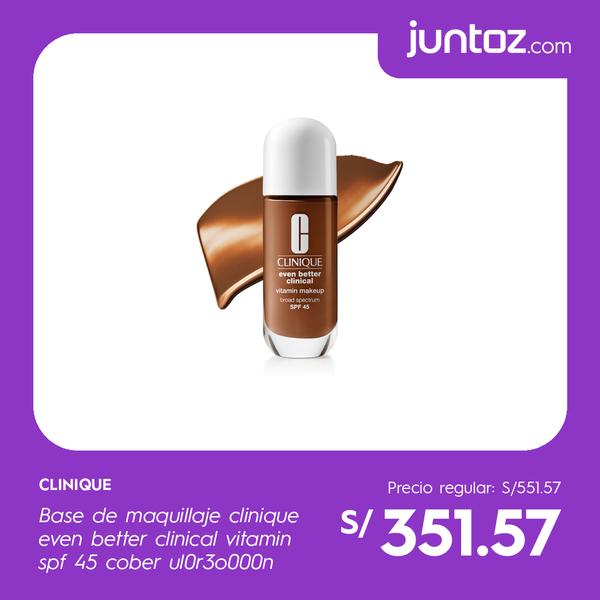 juntoz.com
C
CLINIQUE
even better
clinical
vitamin makeup
broad spectrum
SPF 45
CLINIQUE
Base de maquillaje clinique
even better clinical vitamin
spf 45 cober ul0r3o000n
Precio regular: S/551.57
S/ 351.57